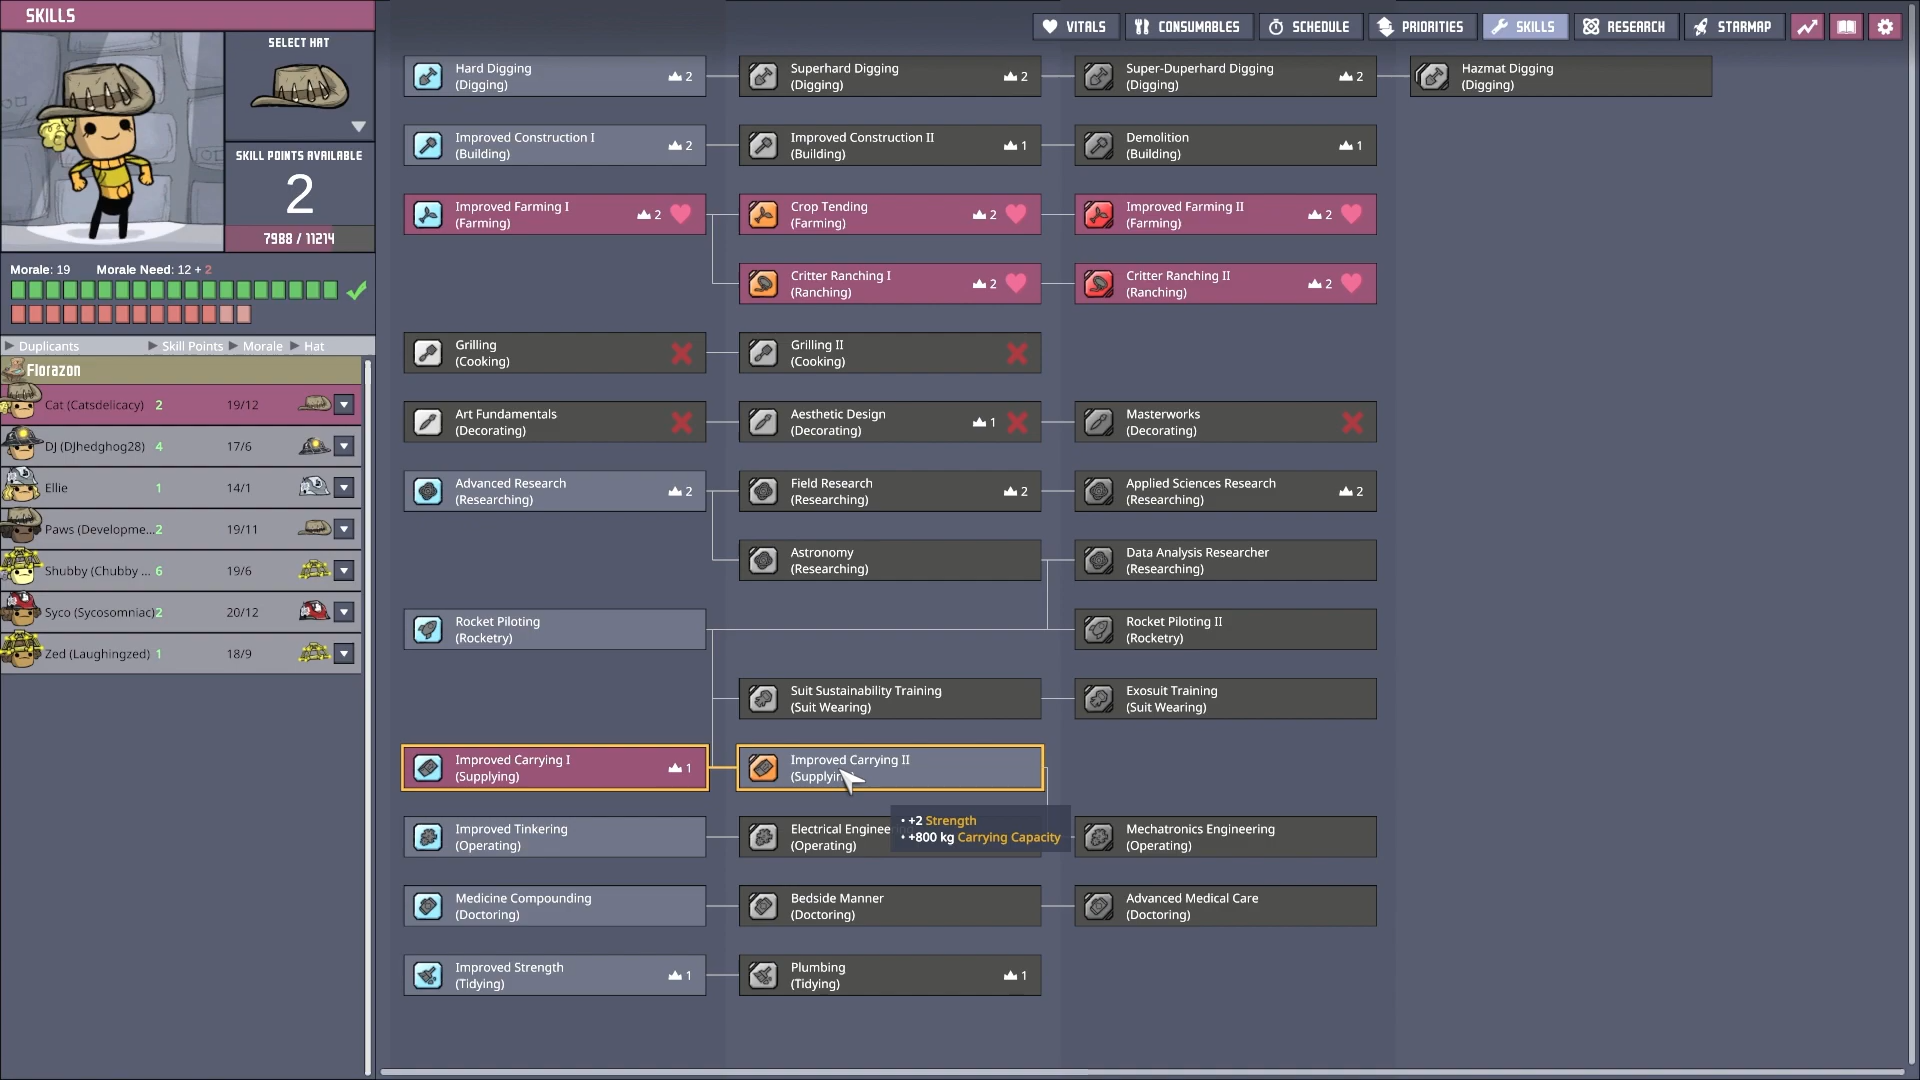 SKILLS
SELECT HAT
SKILL POINTS AVAILABLE
2
7988 / 11214
Morale: 19 Morale Need: 12 + 2
Duplicants Skill Points Morale Hat
Florazon
Cat (Catsdelicacy) 2 19/12
DJ (DJhedghog28) 4 17/6
Ellie 1 14/1
Paws (Developme... 2 19/11
Shubby (Chubby ... 6 19/6
Syco (Sycosomniac) 2 20/12
Zed (Laughingzed) 1 18/9
VITALS CONSUMABLES SCHEDULE PRIORITIES SKILLS RESEARCH STARMAP
Hard Digging
(Digging)
2
Superhard Digging
(Digging)
2
Super-Duperhard Digging
(Digging)
2
Hazmat Digging
(Digging)
Improved Construction I
(Building)
2
Improved Construction II
(Building)
1
Demolition
(Building)
1
Improved Farming I
(Farming)
2
Crop Tending
(Farming)
2
Improved Farming II
(Farming)
2
Critter Ranching I
(Ranching)
2
Critter Ranching II
(Ranching)
2
Grilling
(Cooking)
Grilling II
(Cooking)
Art Fundamentals
(Decorating)
Aesthetic Design
(Decorating)
1
Masterworks
(Decorating)
Advanced Research
(Researching)
2
Field Research
(Researching)
2
Applied Sciences Research
(Researching)
2
Astronomy
(Researching)
Data Analysis Researcher
(Researching)
Rocket Piloting
(Rocketry)
Rocket Piloting II
(Rocketry)
Suit Sustainability Training
(Suit Wearing)
Exosuit Training
(Suit Wearing)
Improved Carrying I
(Supplying)
1
Improved Carrying II
• +2 Strength
• +800 kg Carrying Capacity
Improved Tinkering
(Operating)
Electrical
(Operating)
Mechatronics Engineering
(Operating)
Medicine Compounding
(Doctoring)
Bedside Manner
(Doctoring)
Advanced Medical Care
(Doctoring)
Improved Strength
(Tidying)
1
Plumbing
(Tidying)
1